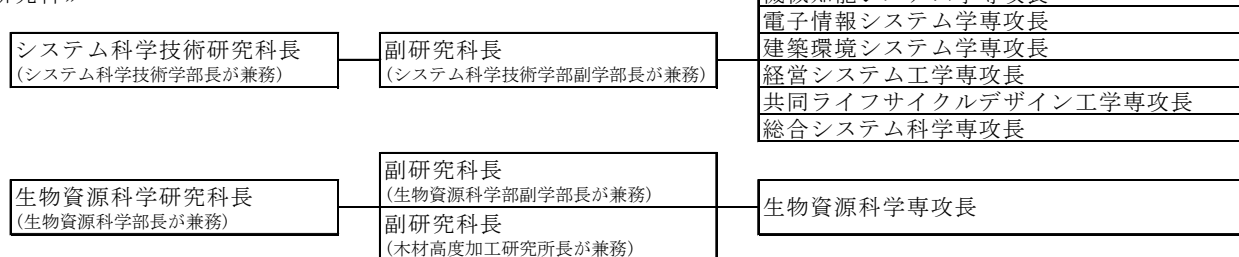 電子情報システム学専攻長
システム科学技術研究科長
(システム科学技術学部長が兼務)
副研究科長
(システム科学技術学部副学部長が兼務)
建築環境システム学専攻長
経営システム工学専攻長
共同ライフサイクルデザイン工学専攻長
総合システム科学専攻長
生物資源科学研究科長
(生物資源科学部長が兼務)
副研究科長
(生物資源科学部副学部長が兼務)
副研究科長
(木材高度加工研究所長が兼務)
生物資源科学専攻長